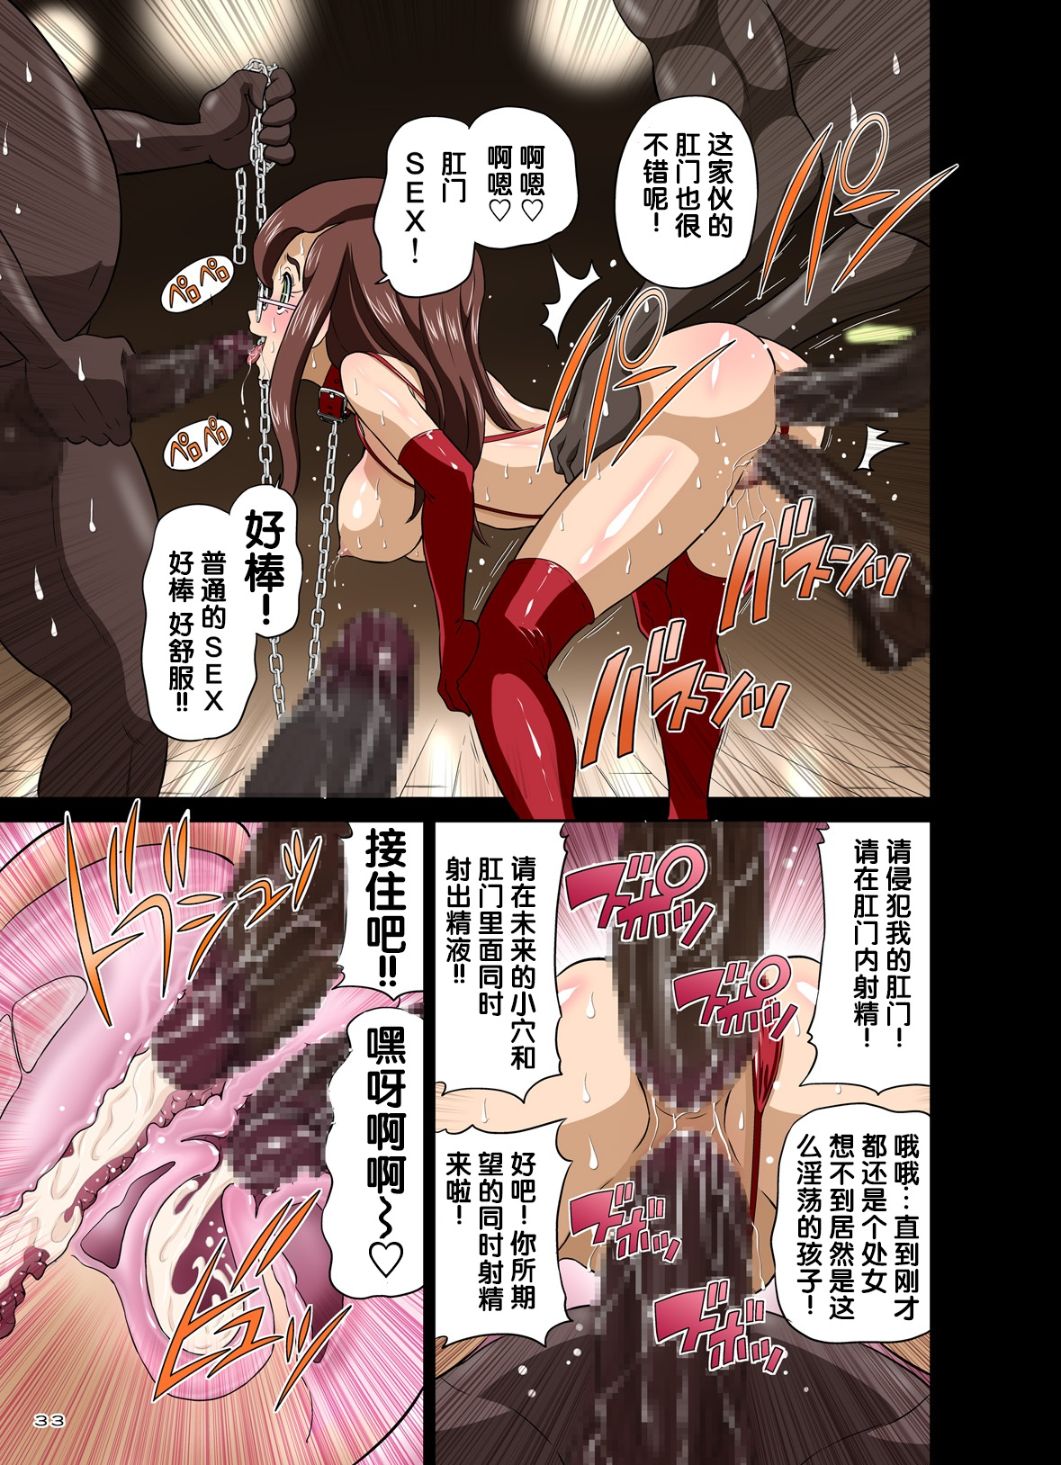 这家伙的
肛门也很
不错呢!
啊嗯♡
啊嗯♡
肛门
SEX!
ペロペロ
ペロペロ
パン
パン
好棒!
普通的SEX
好棒 好舒服!!
バスンッ
バスンッ
请侵犯我的肛门!
请在肛门内射精!
请在未来的小穴和
肛门里面同时
射出精液!!
ズボッ
ズボッ
哦哦…直到刚才
都还是个处女
想不到居然是这
么淫荡的孩子!
好吧!你所期
望的同时射精
来啦!
ズボッ
ズボッ
接住吧!!
嘿呀啊啊~♡
ドピュッ
ビュッ
33